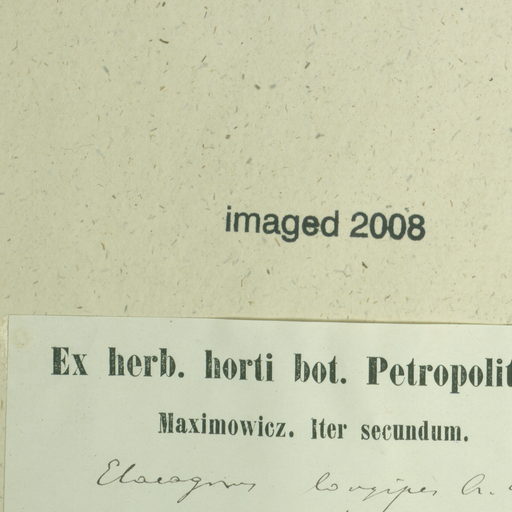 imaged 2008
Ex herb. horti bot. Petropolit
Maximowicz. Iter secundum.
Elaeagnus longipes